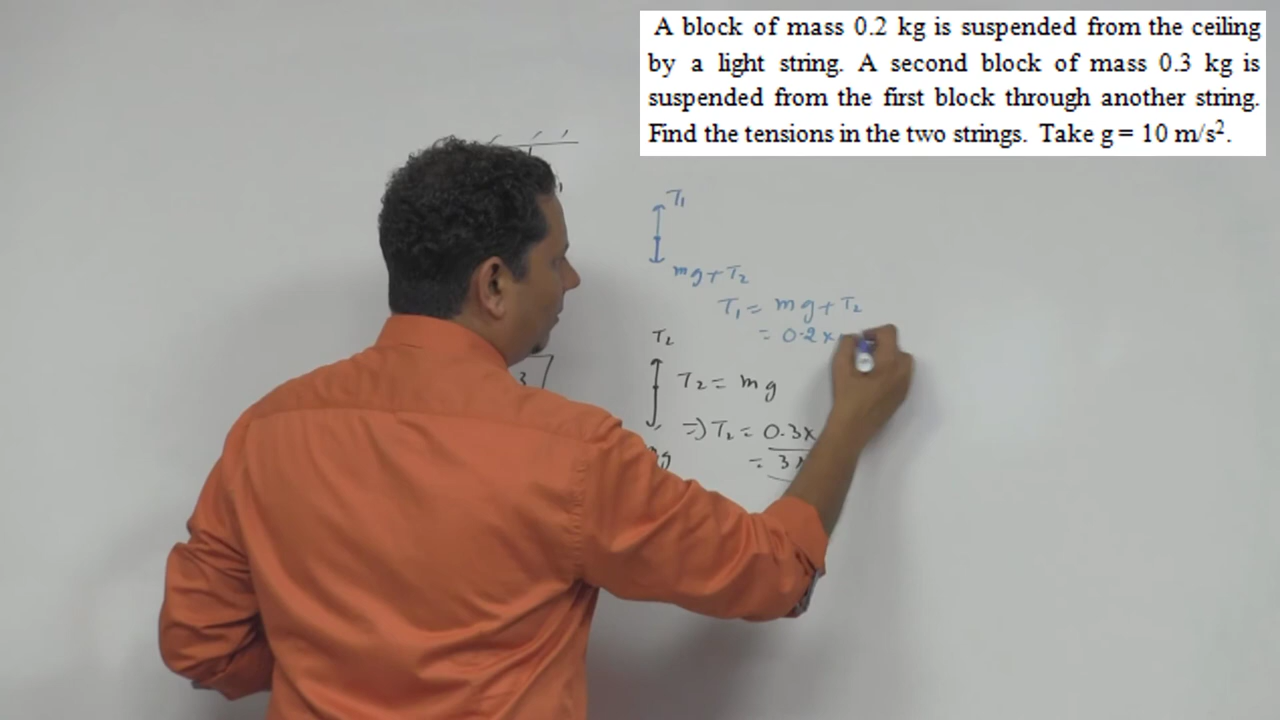 A block of mass 0.2 kg is suspended from the ceiling
by a light string. A second block of mass 0.3 kg is
suspended from the first block through another string.
Find the tensions in the two strings. Take g = 10 m/s².
T₁
mg + T₂
T₁ = mg + T₂
= 0.2 x
T₂
3
T₂ = mg
=> T₂ = 0.3x
= 3